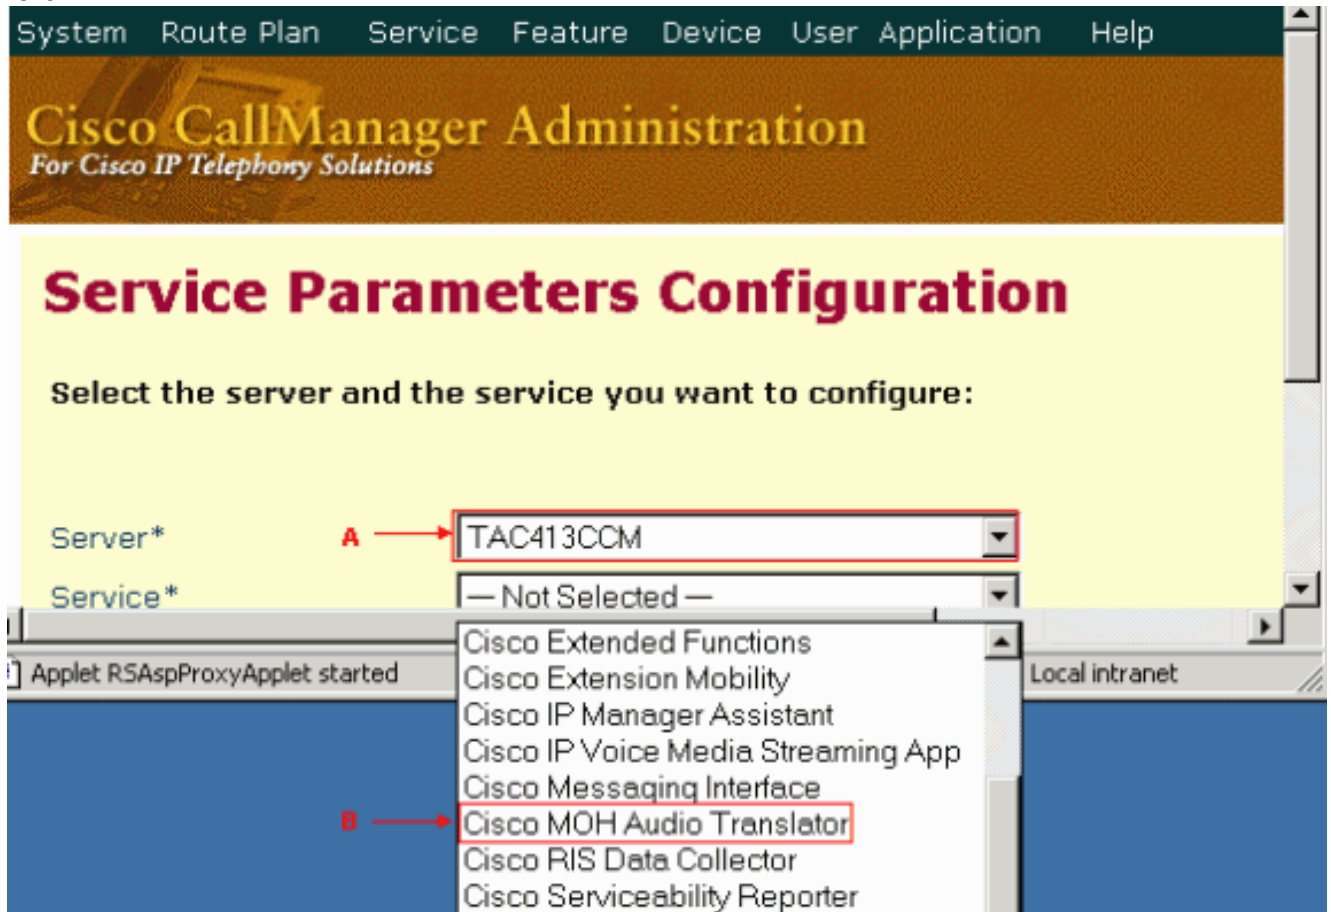 System Route Plan Service Feature Device User Application Help
Cisco CallManager Administration
For Cisco IP Telephony Solutions
Service Parameters Configuration
Select the server and the service you want to configure:
Server* A TAC413CCM
Service* — Not Selected —
Cisco Extended Functions
Applet RSAspProxyApplet started Local intranet
Cisco Extension Mobility
Cisco IP Manager Assistant
Cisco IP Voice Media Streaming App
Cisco Messaging Interface
B Cisco MOH Audio Translator
Cisco RIS Data Collector
Cisco Serviceability Reporter